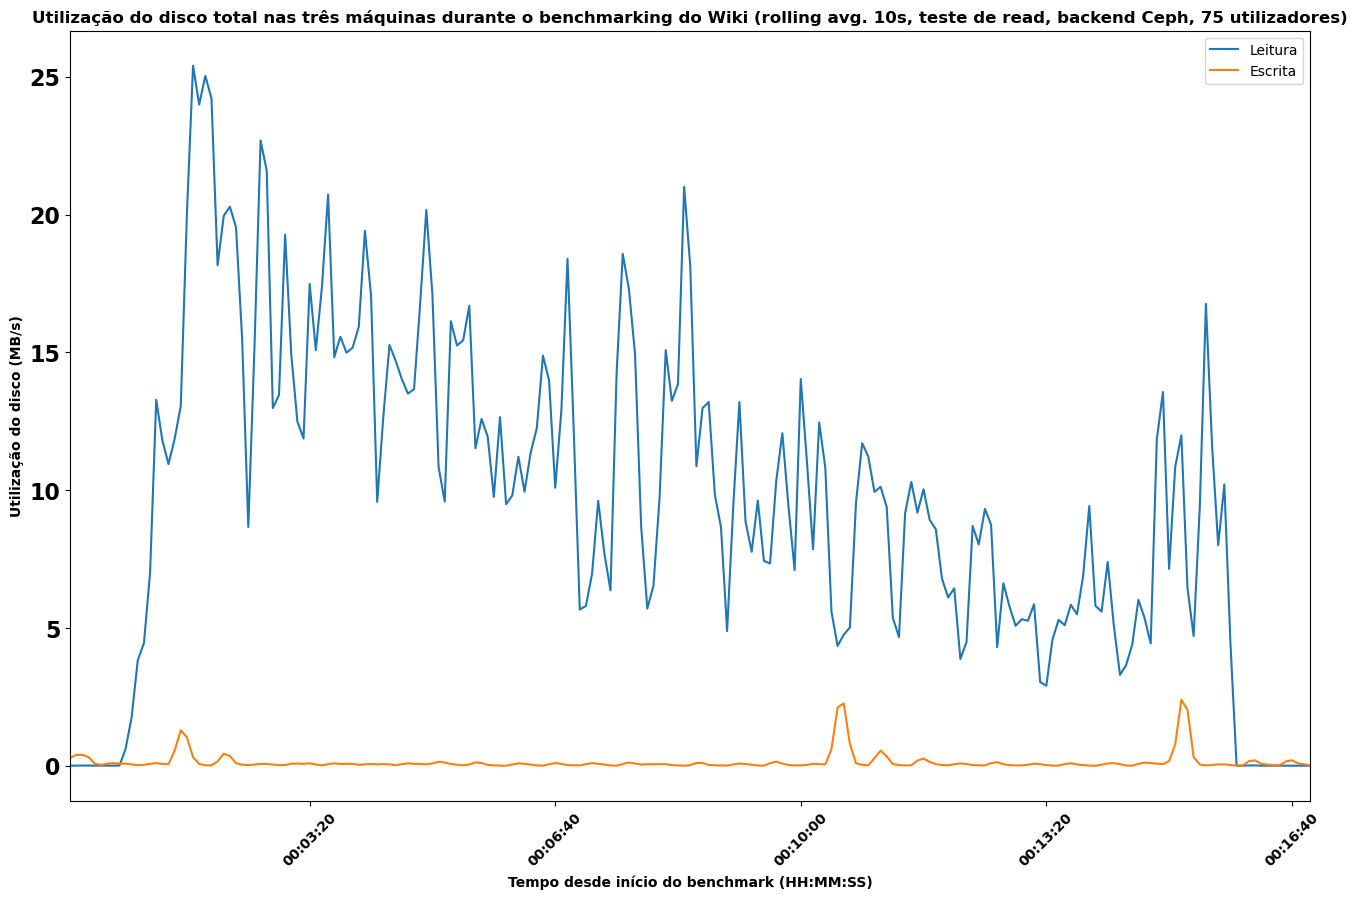 Utilização do disco total nas três máquinas durante o benchmarking do Wiki (rolling avg. 10s, teste de read, backend Ceph, 75 utilizadores)
Leitura
Escrita
Utilização do disco (MB/s)
25
20
15
10
5
0
00:03:20
00:06:40
00:10:00
00:13:20
00:16:40
Tempo desde início do benchmark (HH:MM:SS)